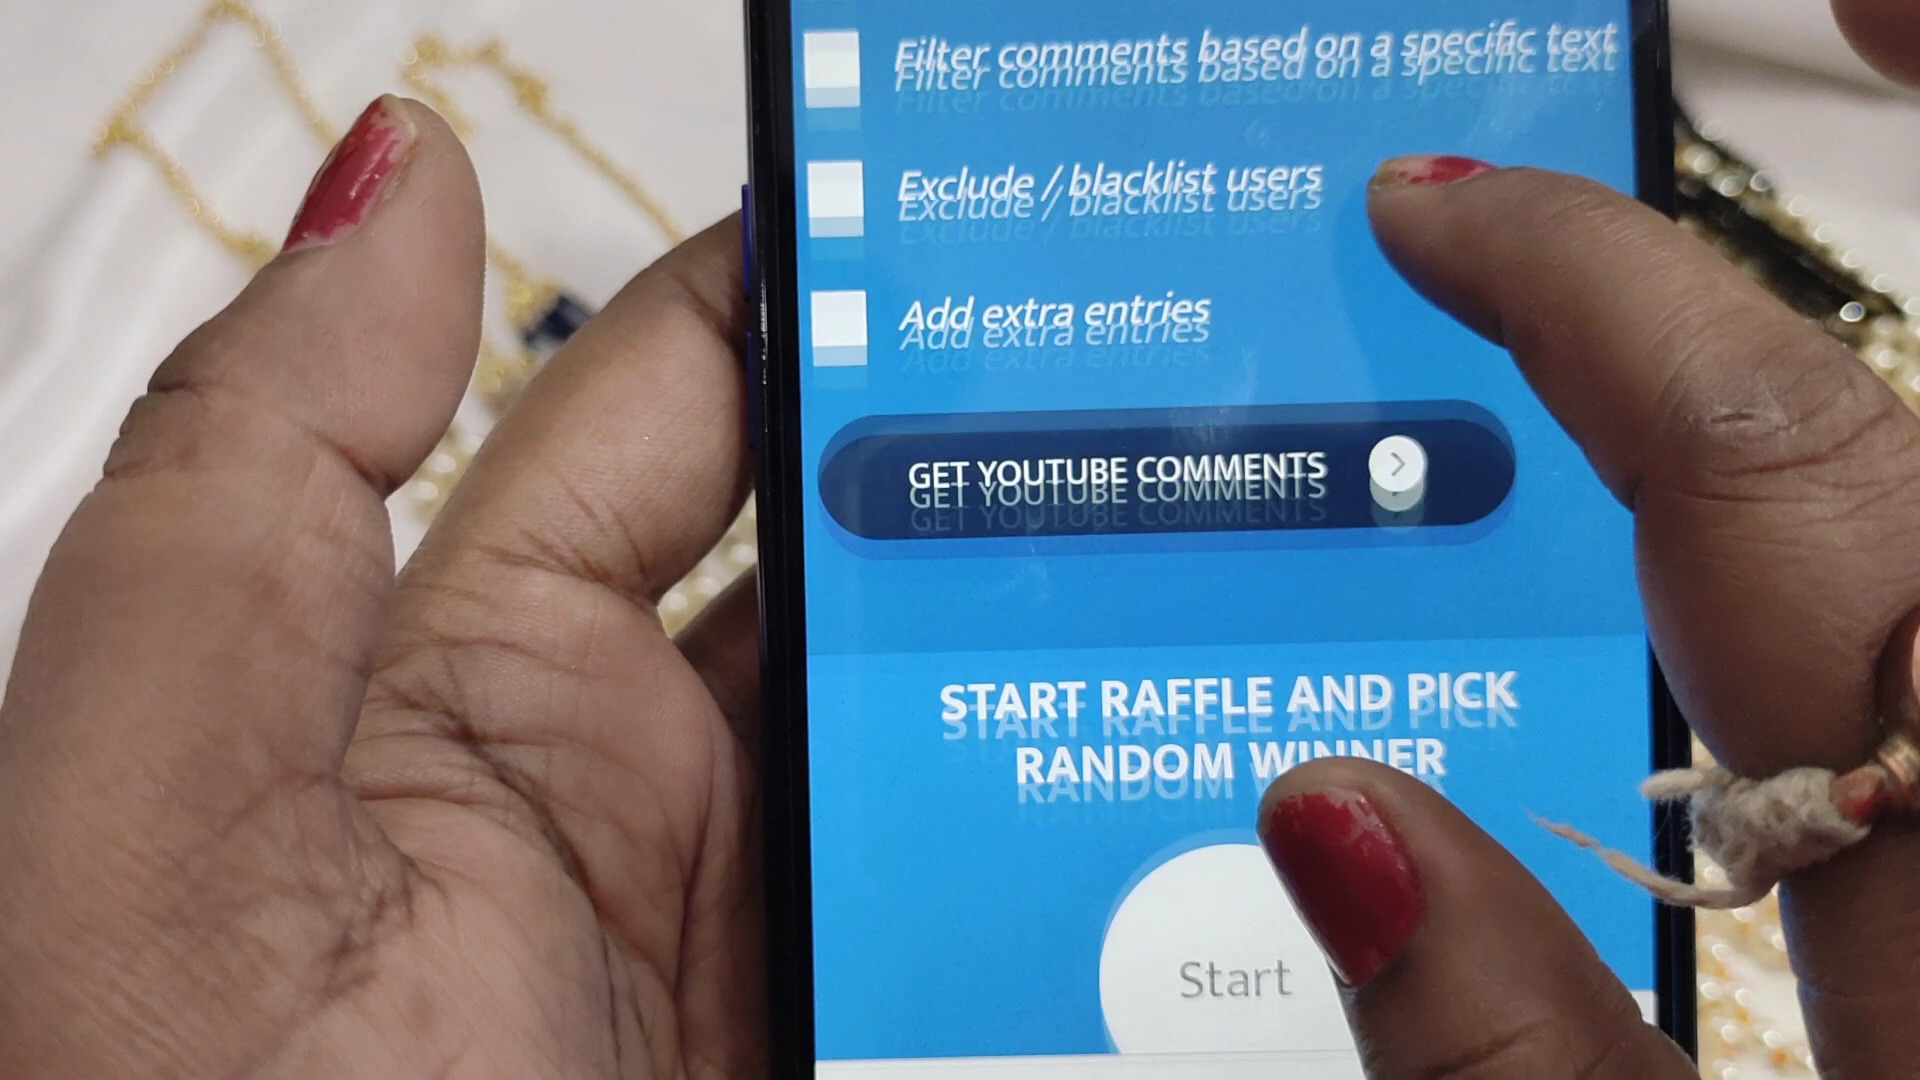 Filter comments based on a specific text
Exclude / blacklist users
Add extra entries
GET YOUTUBE COMMENTS
START RAFFLE AND PICK
RANDOM WINNER
Start